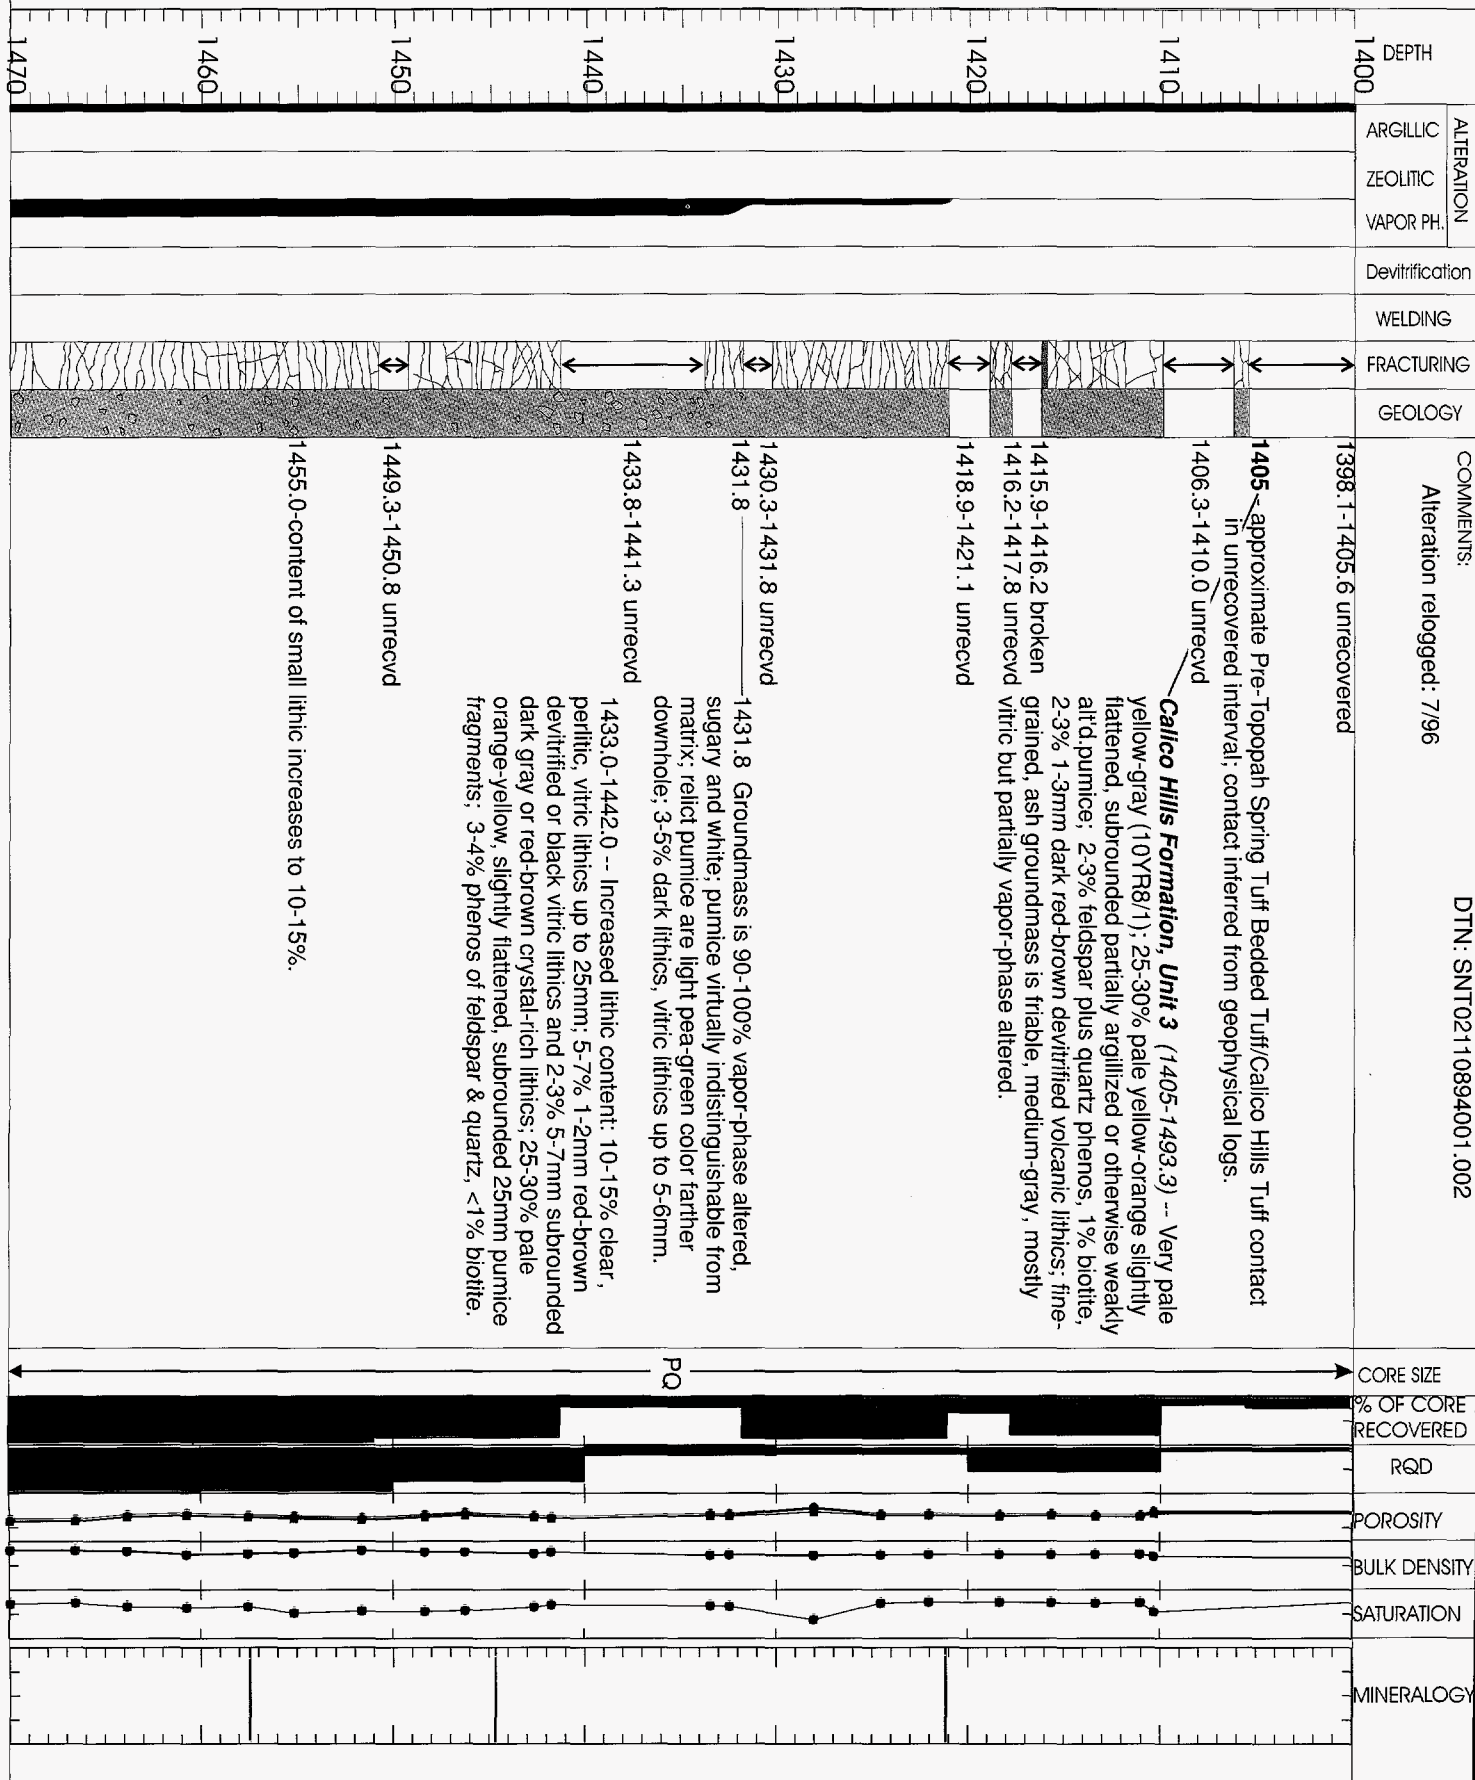 DTN: SNT02110894001.002
COMMENTS:
Alteration relogged: 7/96
DEPTH
ALTERATION
ARGILLIC
ZEOLITIC
VAPOR PH.
Devitrification
WELDING
FRACTURING
GEOLOGY
CORE SIZE
% OF CORE
RECOVERED
RQD
POROSITY
BULK DENSITY
SATURATION
MINERALOGY
1400
1410
1420
1430
1440
1450
1460
1470
1398.1-1405.6 unrecovered
1405 - approximate Pre-Topopah Spring Tuff Bedded Tuff/Calico Hills Tuff contact
in unrecovered interval; contact inferred from geophysical logs.
1406.3-1410.0 unrecvd
Calico Hills Formation, Unit 3 (1405-1493.3) -- Very pale
yellow-gray (10YR8/1); 25-30% pale yellow-orange slightly
flattened, subrounded partially argillized or otherwise weakly
alt'd.pumice; 2-3% feldspar plus quartz phenos, 1% biotite,
2-3% 1-3mm dark red-brown devitrified volcanic lithics; fine-
grained, ash groundmass is friable, medium-gray, mostly
vitric but partially vapor-phase altered.
1415.9-1416.2 broken
1416.2-1417.8 unrecvd
1418.9-1421.1 unrecvd
1430.3-1431.8 unrecvd
1431.8
1431.8 Groundmass is 90-100% vapor-phase altered,
sugary and white; pumice virtually indistinguishable from
matrix; relict pumice are light pea-green color farther
downhole; 3-5% dark lithics, vitric lithics up to 5-6mm.
1433.8-1441.3 unrecvd
1433.0-1442.0 -- Increased lithic content: 10-15% clear,
perlitic, vitric lithics up to 25mm; 5-7% 1-2mm red-brown
devitrified or black vitric lithics and 2-3% 5-7mm subrounded
dark gray or red-brown crystal-rich lithics; 25-30% pale
orange-yellow, slightly flattened, subrounded 25mm pumice
fragments; 3-4% phenos of feldspar & quartz, <1% biotite.
1449.3-1450.8 unrecvd
1455.0-content of small lithic increases to 10-15%.
PQ